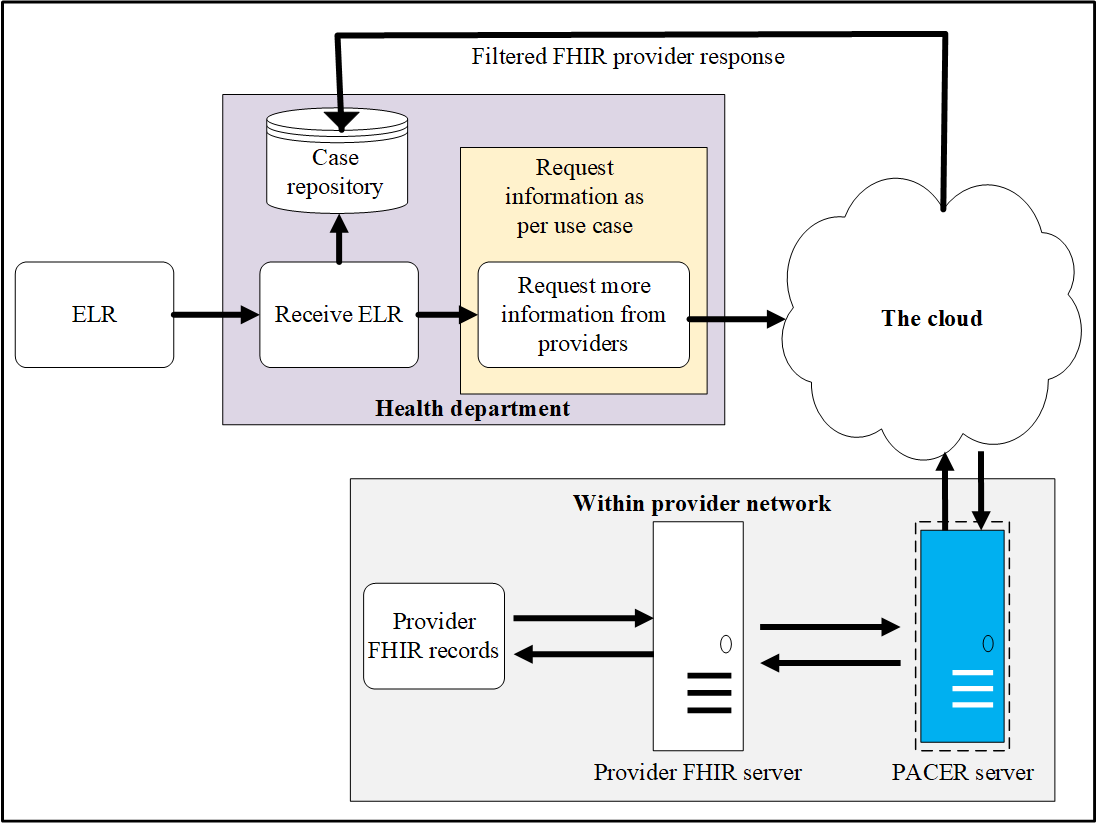 Filtered FHIR provider response
Case
repository
Request
information as
per use case
ELR
Receive ELR
Request more
information from
providers
The cloud
Health department
Within provider network
Provider
FHIR records
Provider FHIR server
PACER server